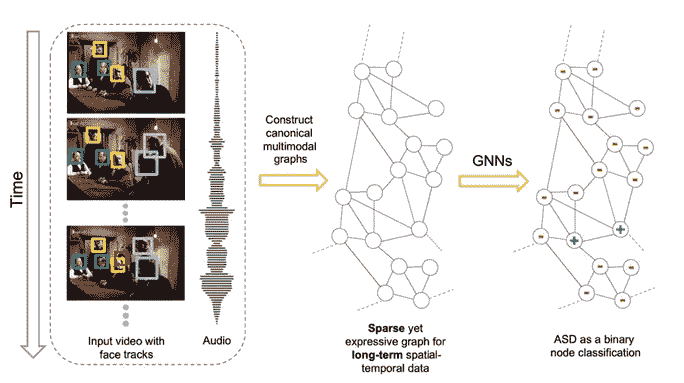 Time
Input video with
face tracks
Audio
Construct
canonical
multimodal
graphs
Sparse yet
expressive graph for
long-term spatial-
temporal data
GNNs
ASD as a binary
node classification